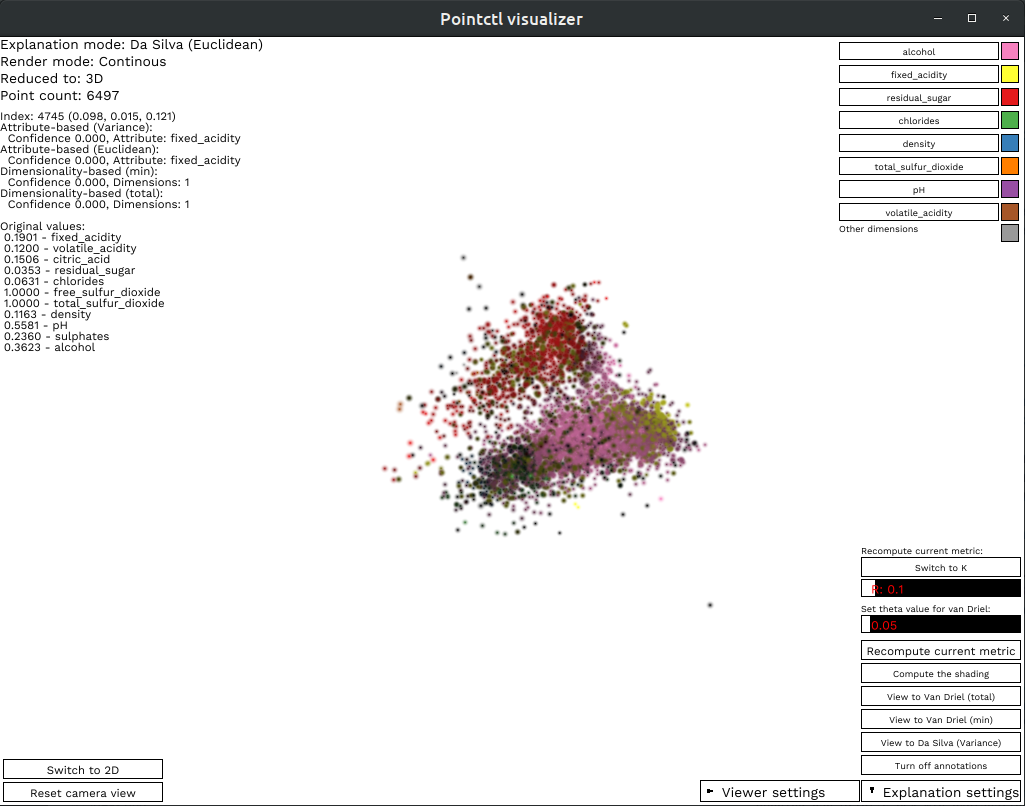 Pointctl visualizer
Explanation mode: Da Silva (Euclidean)
Render mode: Continous
Reduced to: 3D
Point count: 6497
Index: 4745 (0.098, 0.015, 0.121)
Attribute-based (Variance):
Confidence 0.000, Attribute: fixed_acidity
Attribute-based (Euclidean):
Confidence 0.000, Attribute: fixed_acidity
Dimensionality-based (min):
Confidence 0.000, Dimensions: 1
Dimensionality-based (total):
Confidence 0.000, Dimensions: 1
Original values:
0.1901 - fixed_acidity
0.1200 - volatile_acidity
0.1506 - citric_acid
0.0353 - residual_sugar
0.0631 - chlorides
1.0000 - free_sulfur_dioxide
1.0000 - total_sulfur_dioxide
0.1163 - density
0.5581 - pH
0.2360 - sulphates
0.3623 - alcohol
alcohol
fixed_acidity
residual_sugar
chlorides
density
total_sulfur_dioxide
pH
volatile_acidity
Other dimensions
Recompute current metric:
Switch to K
R: 0.1
Set theta value for van Driel:
0.05
Recompute current metric
Compute the shading
View to Van Driel (total)
View to Van Driel (min)
View to Da Silva (Variance)
Turn off annotations
Switch to 2D
Reset camera view
Viewer settings
Explanation settings